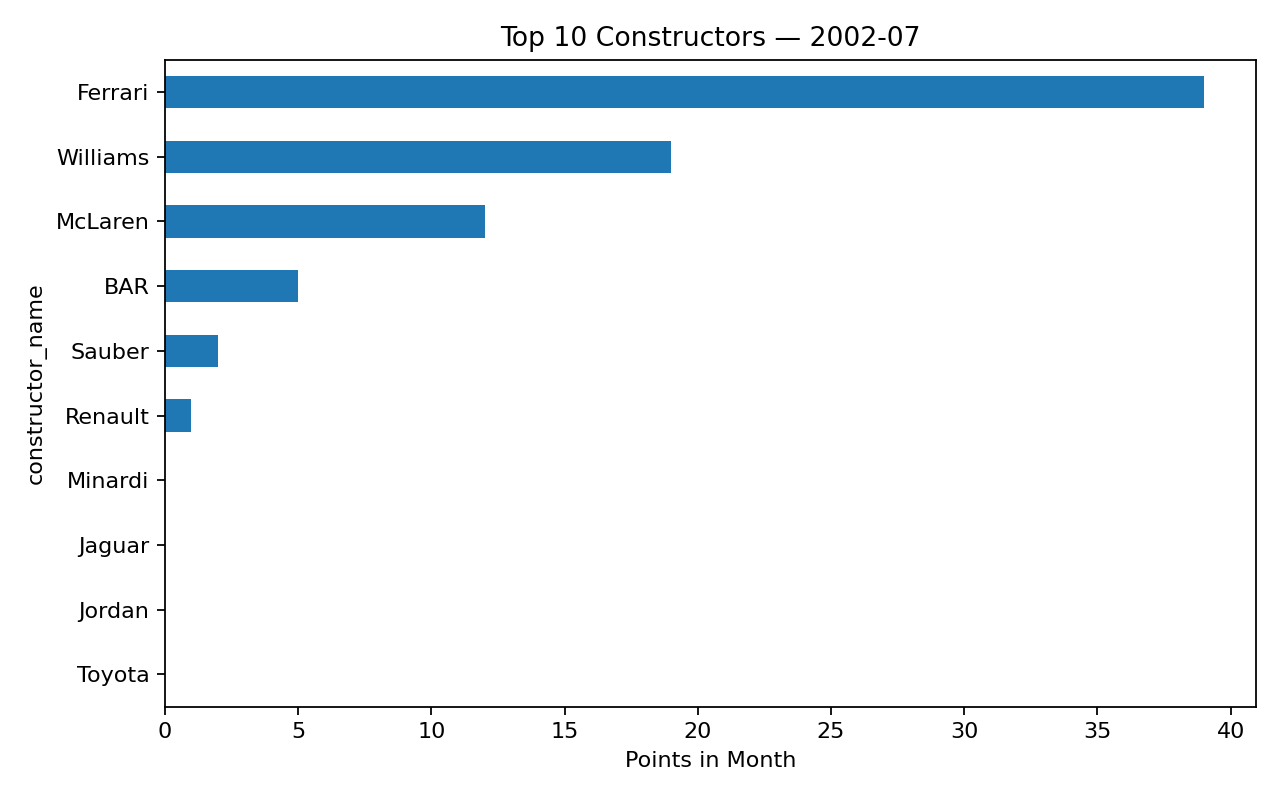 Top 10 Constructors — 2002-07
constructor_name
Ferrari
Williams
McLaren
BAR
Sauber
Renault
Minardi
Jaguar
Jordan
Toyota
0 5 10 15 20 25 30 35 40
Points in Month